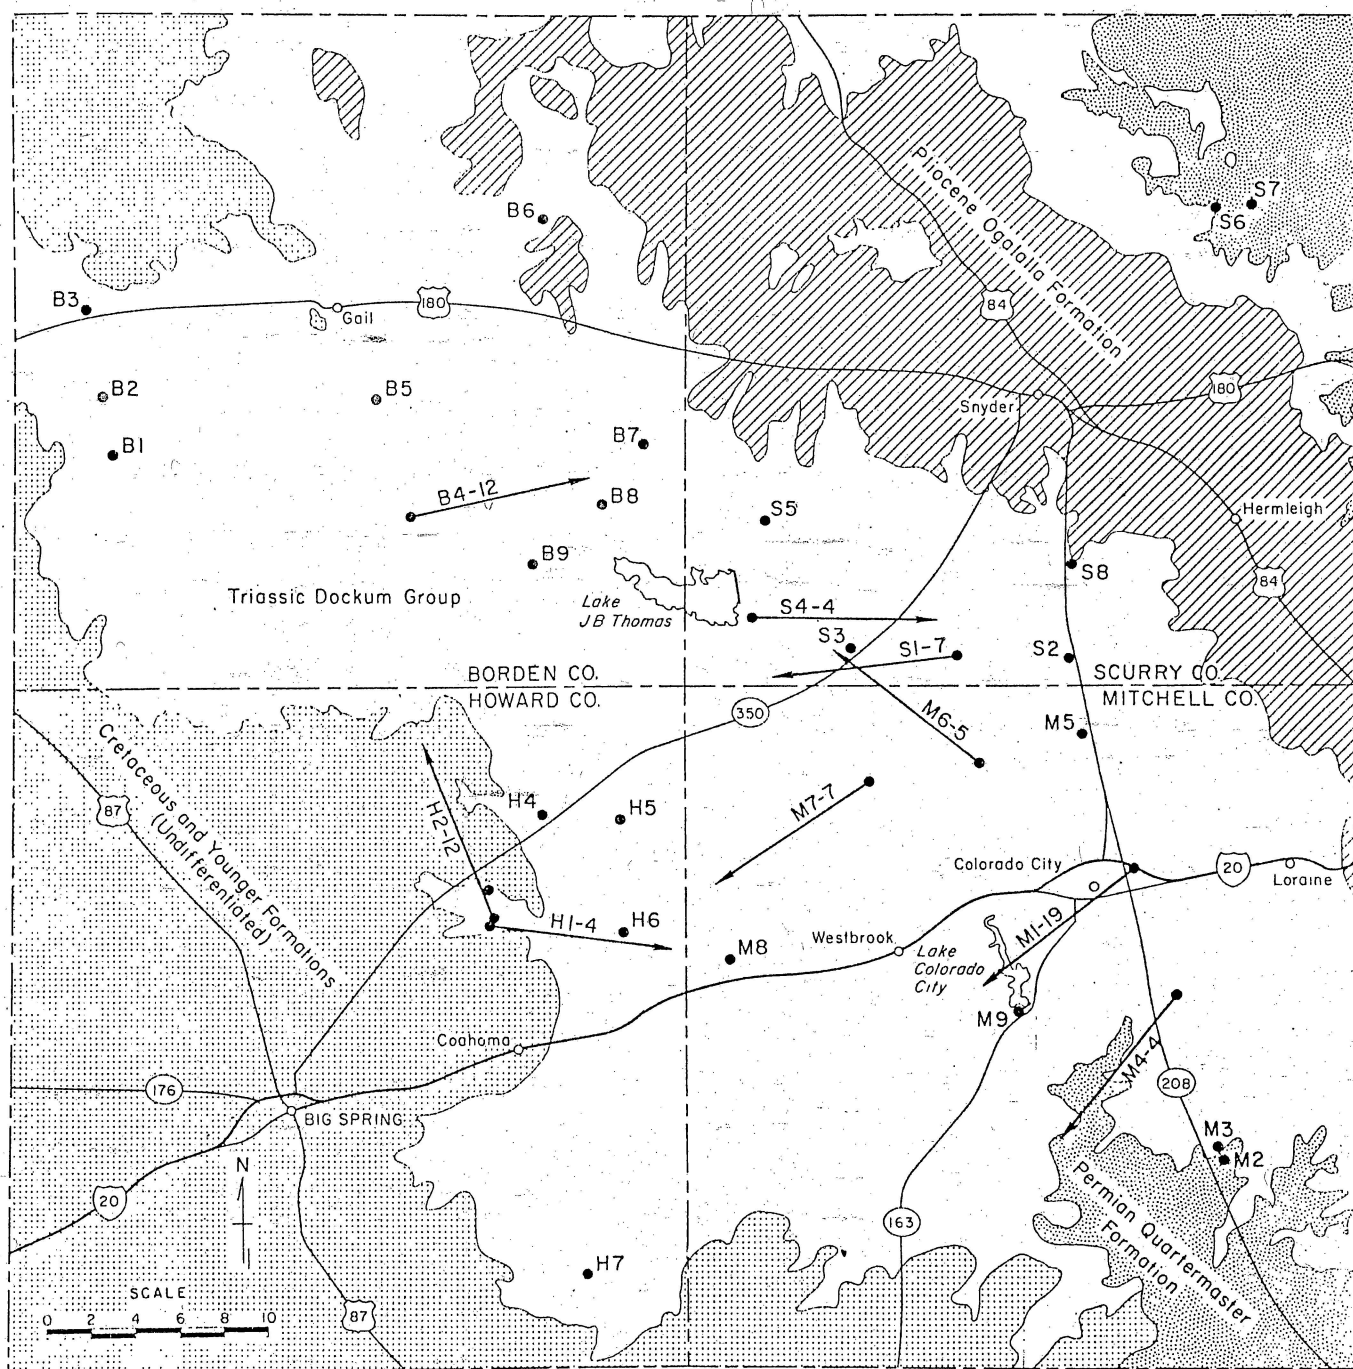 Pliocene Ogallala Formation
S7
S6
B6
B3
180
Gail
84
B2
B5
Snyder
180
B1
B7
B4-12
B8
S5
Hermleigh
B9
S8
84
Triassic Dockum Group
Lake
J B Thomas
S4-4
S3
S1-7
S2
BORDEN CO.
SCURRY CO.
HOWARD CO.
MITCHELL CO.
350
M6-5
M5
Cretaceous and Younger Formations
(Undifferentiated)
87
H2-12
H4
H5
M7-7
Colorado City
20
Loraine
H1-4
H6
M8
Westbrook
Lake
Colorado
City
M1-19
M9
Coahoma
M4-4
176
208
BIG SPRING
M3
M2
N
20
163
Permian Quartermaster
Formation
H7
SCALE
0 2 4 6 8 10
87